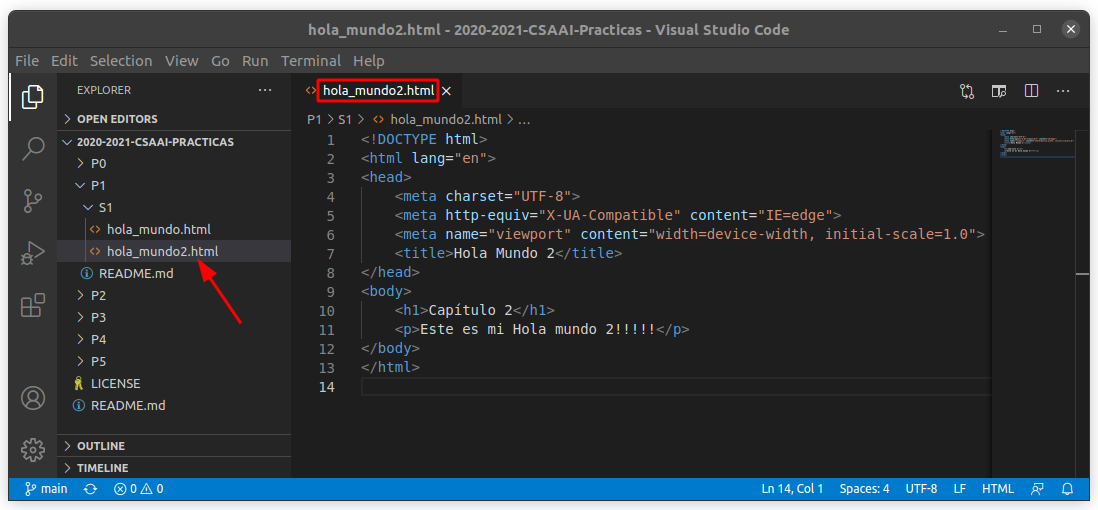 hola_mundo2.html - 2020-2021-CSAAI-Practicas - Visual Studio Code
File Edit Selection View Go Run Terminal Help
EXPLORER
OPEN EDITORS
2020-2021-CSAAI-PRACTICAS
P0
P1
S1
hola_mundo.html
hola_mundo2.html
README.md
P2
P3
P4
P5
LICENSE
README.md
OUTLINE
TIMELINE
hola_mundo2.html
P1 > S1 > hola_mundo2.html > ...
1 <!DOCTYPE html>
2 <html lang="en">
3 <head>
4     <meta charset="UTF-8">
5     <meta http-equiv="X-UA-Compatible" content="IE=edge">
6     <meta name="viewport" content="width=device-width, initial-scale=1.0">
7     <title>Hola Mundo 2</title>
8 </head>
9 <body>
10     <h1>Capítulo 2</h1>
11     <p>Este es mi Hola mundo 2!!!!!</p>
12 </body>
13 </html>
14
main 0 0 Ln 14, Col 1 Spaces: 4 UTF-8 LF HTML